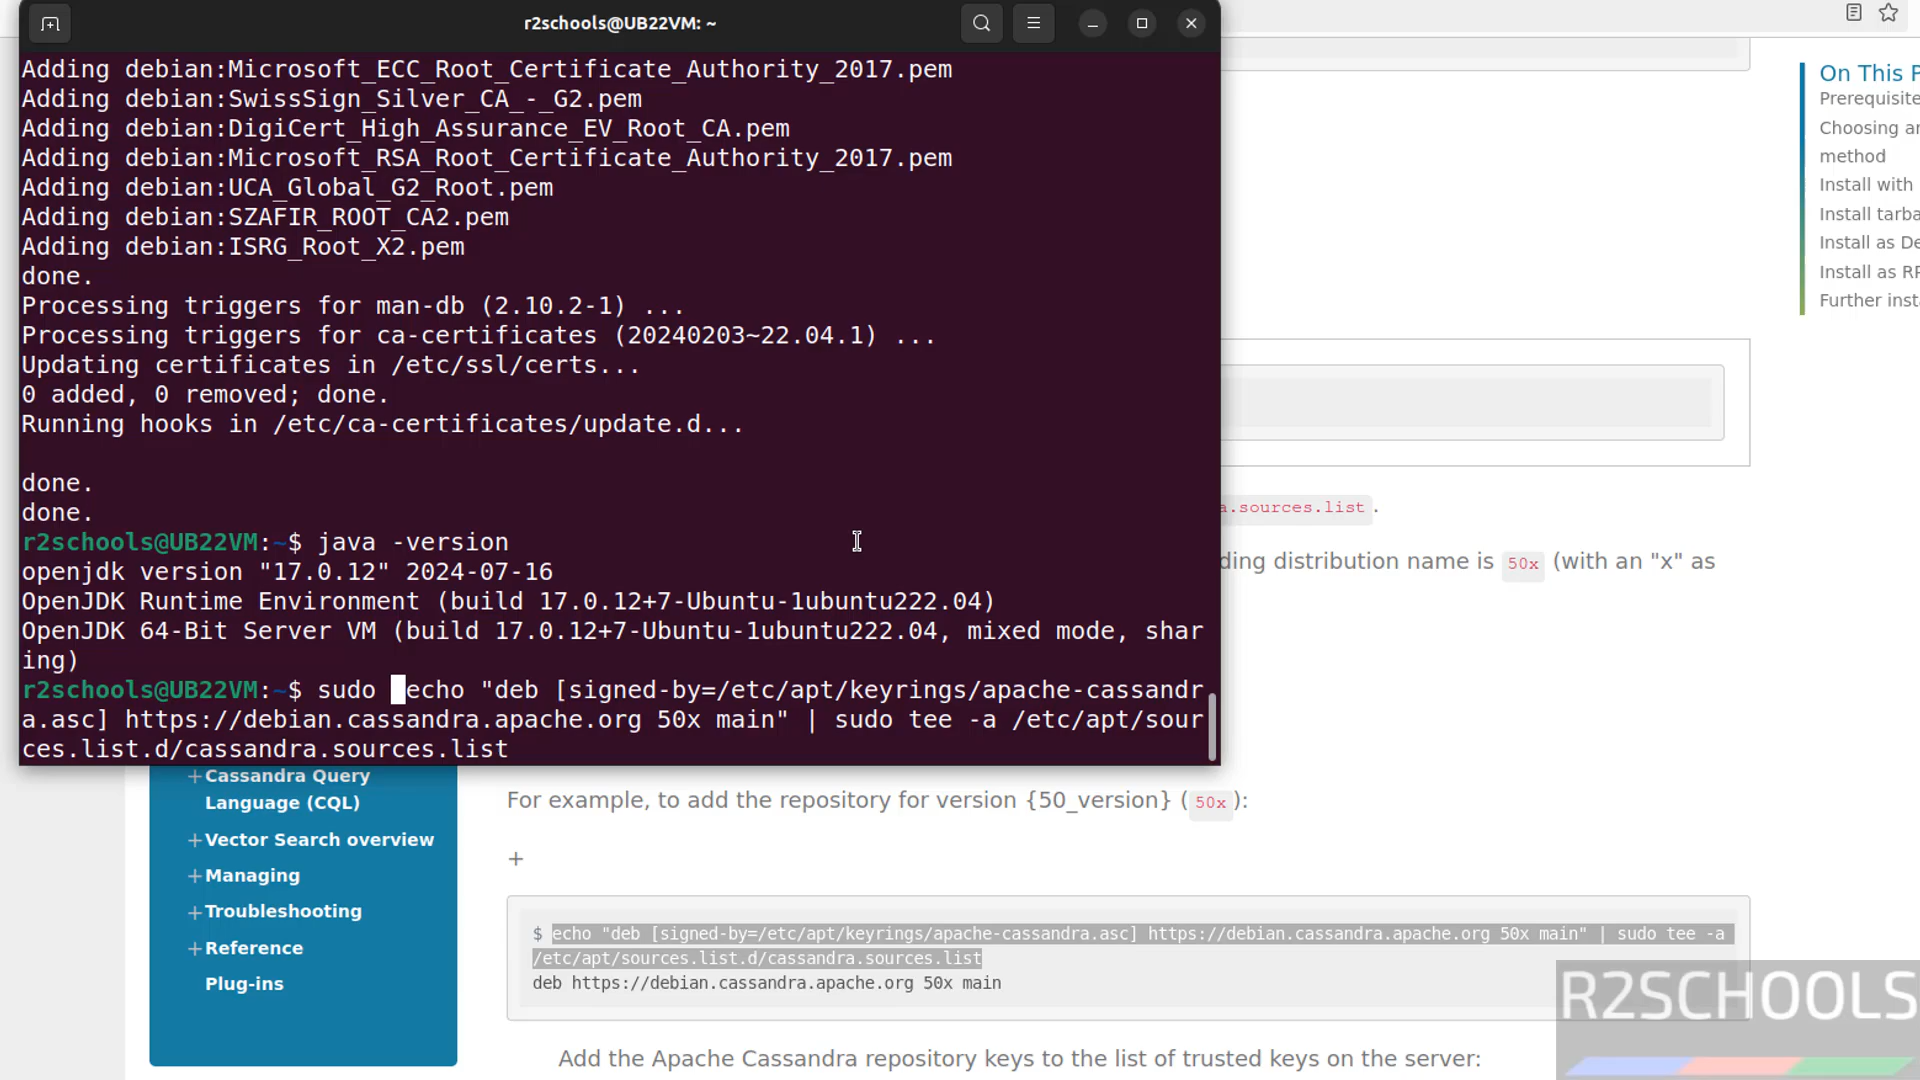 r2schools@UB22VM: ~
Adding debian:Microsoft_ECC_Root_Certificate_Authority_2017.pem
Adding debian:SwissSign_Silver_CA_-_G2.pem
Adding debian:DigiCert_High_Assurance_EV_Root_CA.pem
Adding debian:Microsoft_RSA_Root_Certificate_Authority_2017.pem
Adding debian:UCA_Global_G2_Root.pem
Adding debian:SZAFIR_ROOT_CA2.pem
Adding debian:ISRG_Root_X2.pem
done.
Processing triggers for man-db (2.10.2-1) ...
Processing triggers for ca-certificates (20240203~22.04.1) ...
Updating certificates in /etc/ssl/certs...
0 added, 0 removed; done.
Running hooks in /etc/ca-certificates/update.d...
done.
done.
r2schools@UB22VM:~$ java -version
openjdk version "17.0.12" 2024-07-16
OpenJDK Runtime Environment (build 17.0.12+7-Ubuntu-1ubuntu222.04)
OpenJDK 64-Bit Server VM (build 17.0.12+7-Ubuntu-1ubuntu222.04, mixed mode, shar
ing)
r2schools@UB22VM:~$ sudo echo "deb [signed-by=/etc/apt/keyrings/apache-cassandr
a.asc] https://debian.cassandra.apache.org 50x main" | sudo tee -a /etc/apt/sour
ces.list.d/cassandra.sources.list
On This P
Prerequisite
Choosing an
method
Install with
Install tarba
Install as De
Install as RP
Further insta
a.sources.list.
ding distribution name is 50x (with an "x" as
+Cassandra Query
Language (CQL)
+Vector Search overview
+Managing
+Troubleshooting
+Reference
Plug-ins
For example, to add the repository for version {50_version} (50x):
+
$ echo "deb [signed-by=/etc/apt/keyrings/apache-cassandra.asc] https://debian.cassandra.apache.org 50x main" | sudo tee -a
/etc/apt/sources.list.d/cassandra.sources.list
deb https://debian.cassandra.apache.org 50x main
Add the Apache Cassandra repository keys to the list of trusted keys on the server:
R2SCHOOLS